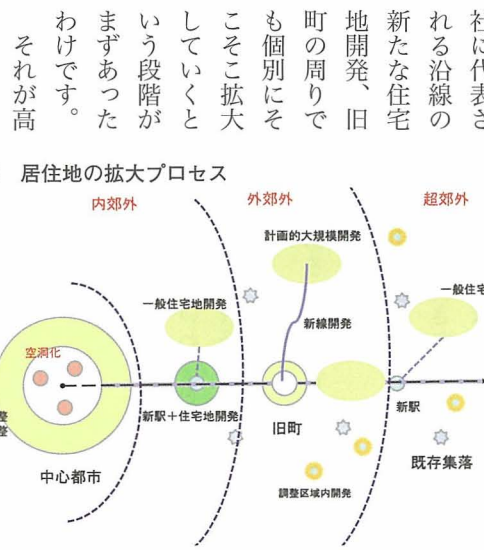 社に代表さ
れる沿線の
新たな住宅
地開発、旧
町の周りで
も個別にそ
こそこ拡大
していくと
いう段階が
まずあった
わけです。
それが高
居住地の拡大プロセス
内郊外
外郊外
超郊外
計画的大規模開発
一般住宅地開発
一般住宅
新線開発
空洞化
新駅+住宅地開発
旧町
新駅
中心都市
既存集落
調整区域内開発
整